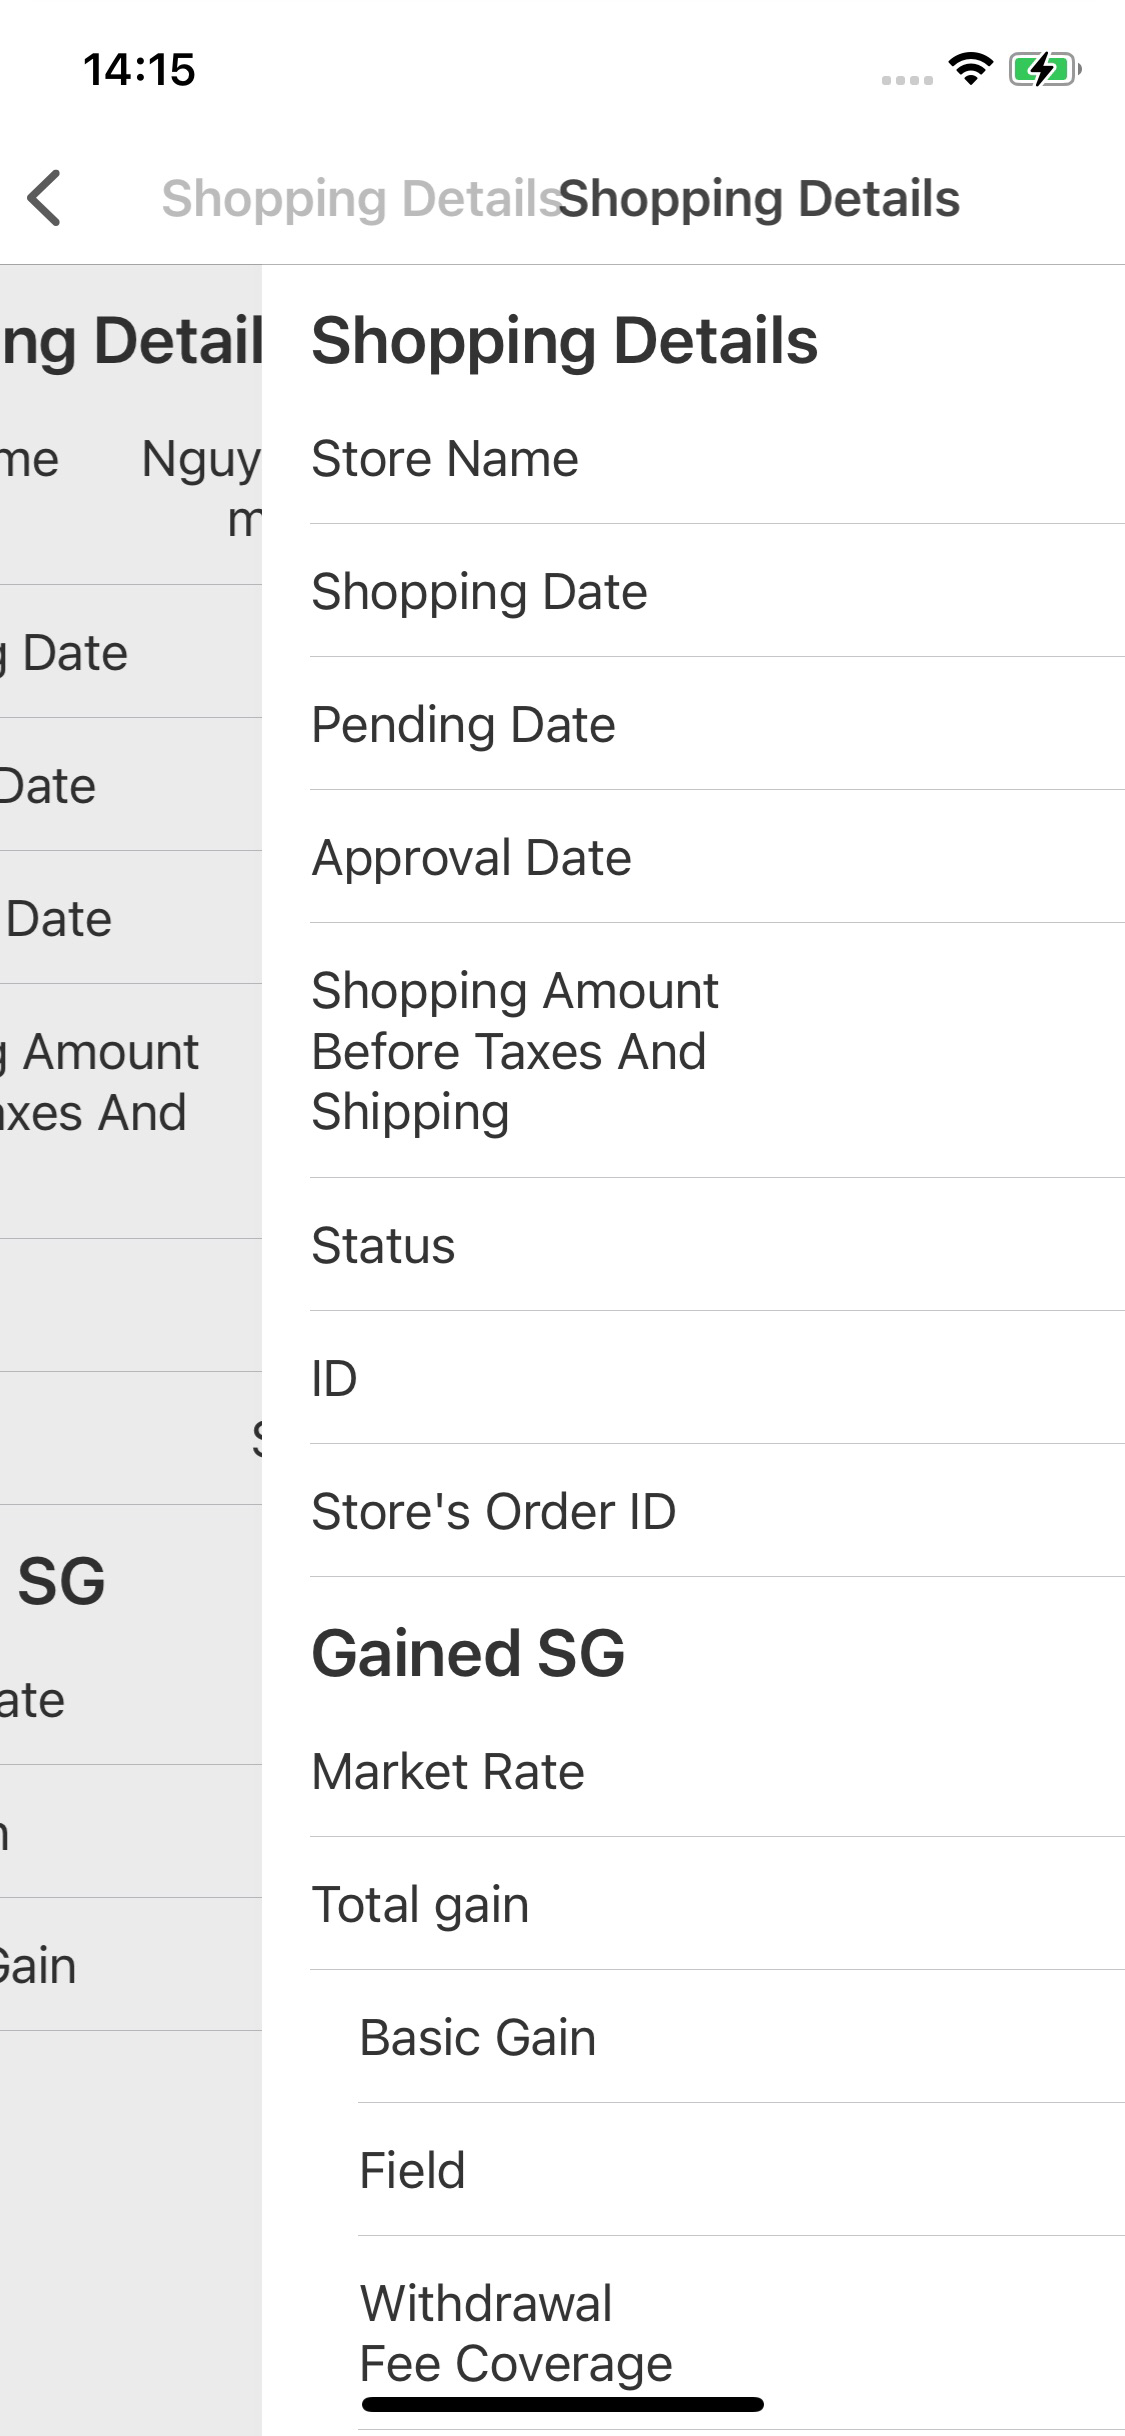 14:15
Shopping Details
Shopping Details
ng Detail
me
Nguy
m
Date
Date
Date
Amount
xes And
SG
ate
Gain
Shopping Details
Store Name
Shopping Date
Pending Date
Approval Date
Shopping Amount
Before Taxes And
Shipping
Status
ID
Store's Order ID
Gained SG
Market Rate
Total gain
Basic Gain
Field
Withdrawal
Fee Coverage